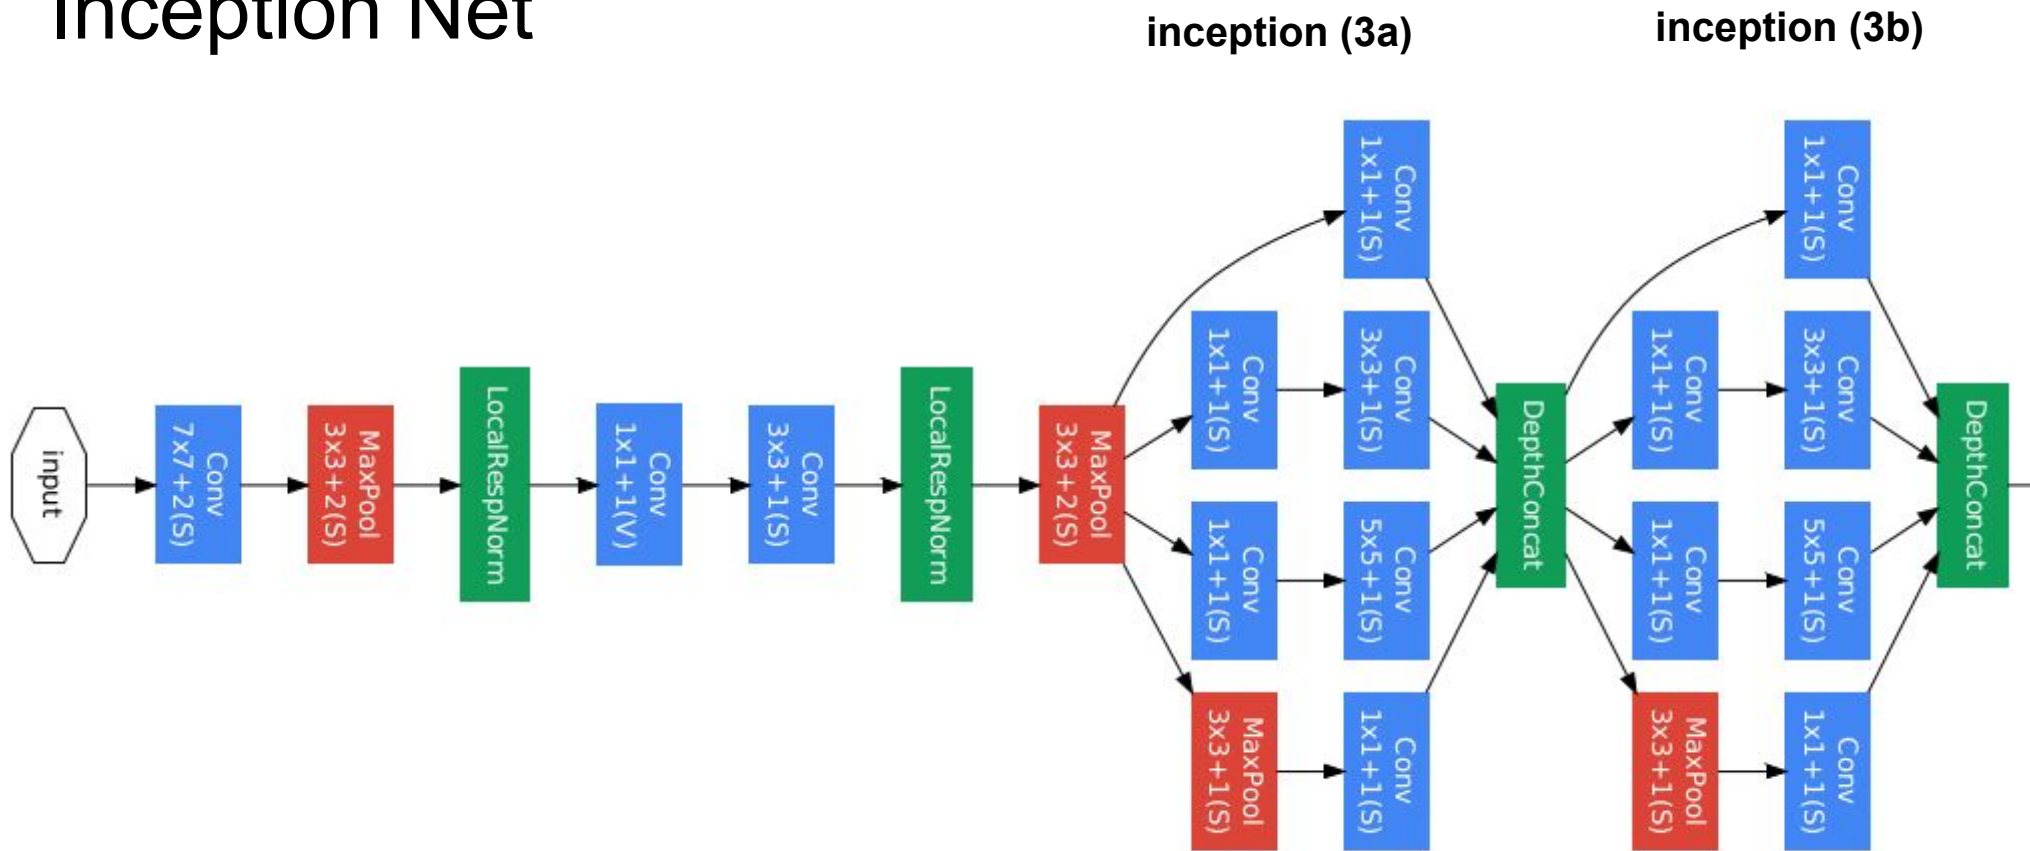 Inception Net
inception (3a)
inception (3b)
input
Conv
7x7+2(S)
MaxPool
3x3+2(S)
LocalRespNorm
Conv
1x1+1(V)
Conv
3x3+1(S)
LocalRespNorm
MaxPool
3x3+2(S)
Conv
1x1+1(S)
Conv
1x1+1(S)
Conv
3x3+1(S)
Conv
1x1+1(S)
Conv
5x5+1(S)
MaxPool
3x3+1(S)
Conv
1x1+1(S)
DepthConcat
Conv
1x1+1(S)
Conv
1x1+1(S)
Conv
3x3+1(S)
Conv
1x1+1(S)
Conv
5x5+1(S)
MaxPool
3x3+1(S)
Conv
1x1+1(S)
DepthConcat